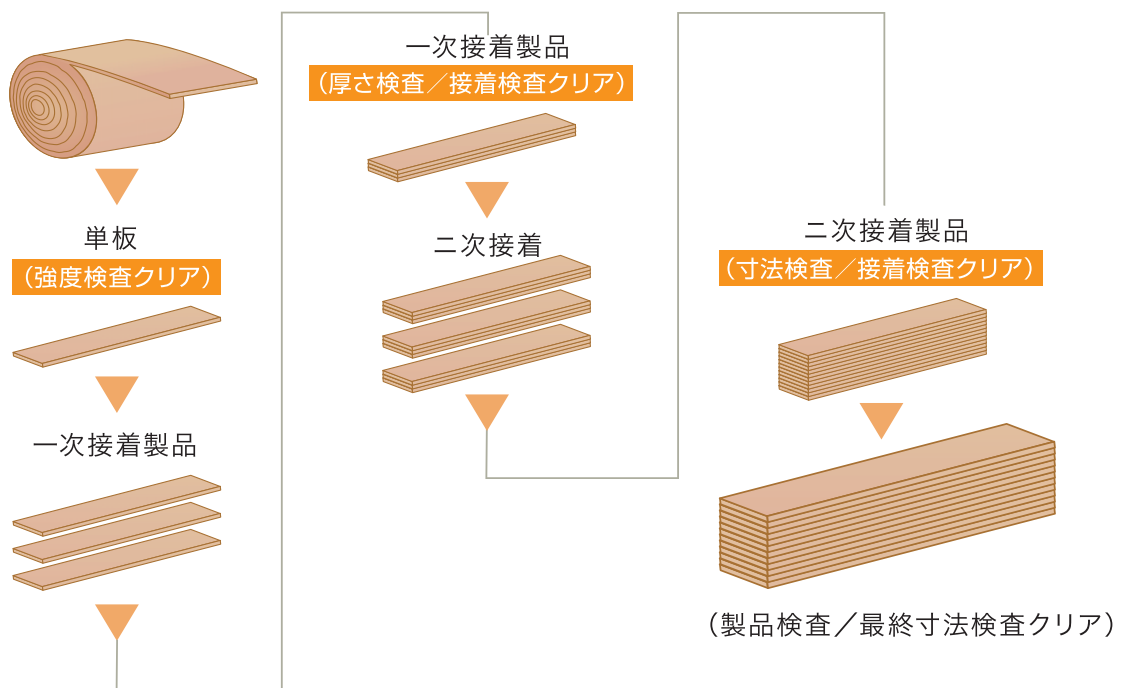 単板
（強度検査クリア）
一次接着製品
一次接着製品
（厚さ検査／接着検査クリア）
二次接着
二次接着製品
（寸法検査／接着検査クリア）
（製品検査／最終寸法検査クリア）